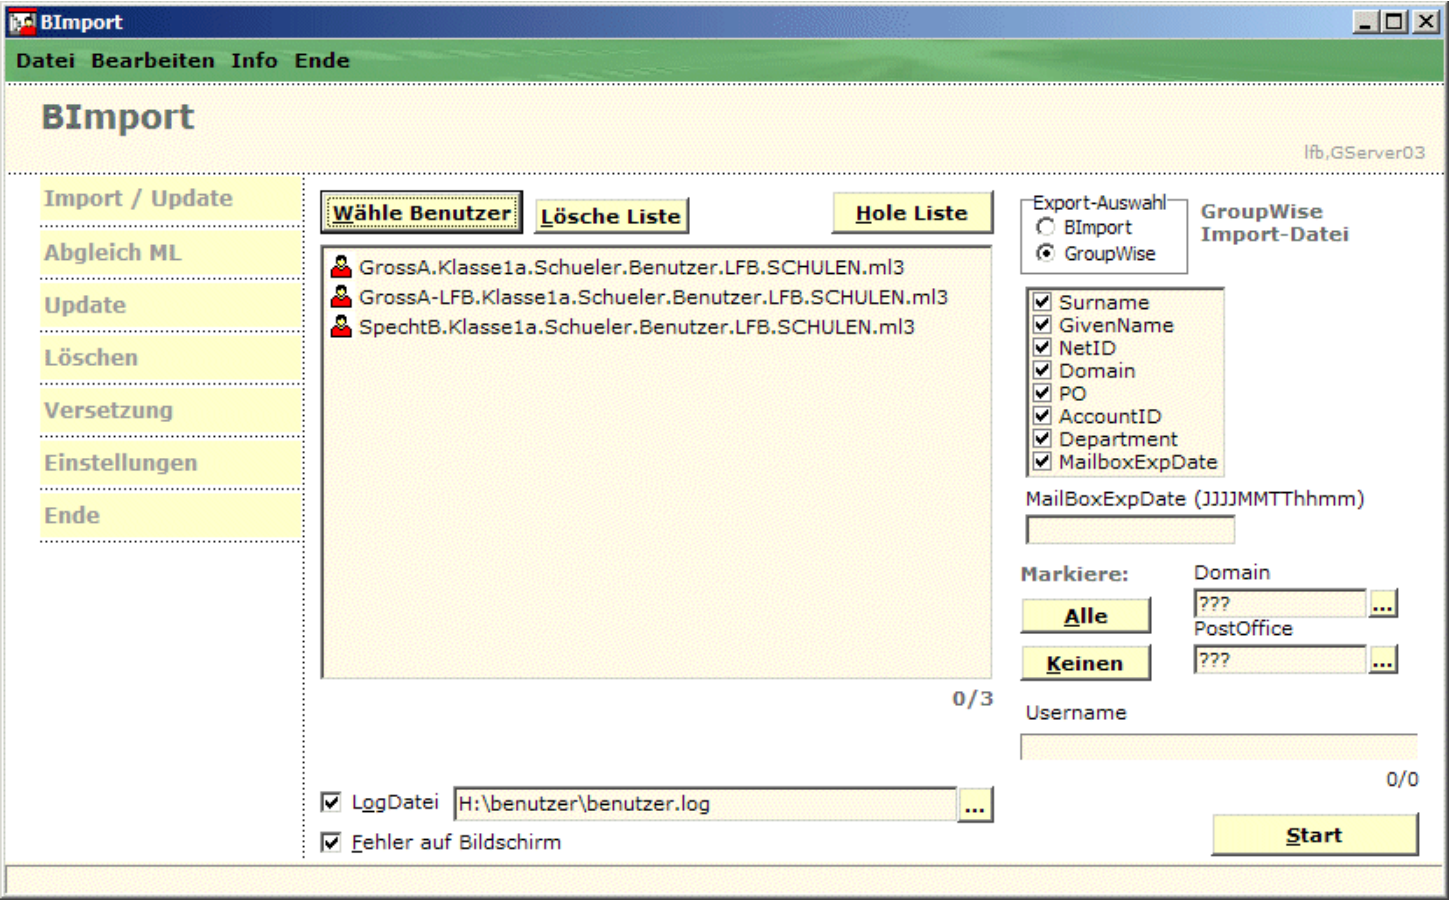 BImport
Datei Bearbeiten Info Ende
BImport
lfb,GServer03
Import / Update
Abgleich ML
Update
Löschen
Versetzung
Einstellungen
Ende
Wähle Benutzer
Lösche Liste
Hole Liste
GrossA.Klasse1a.Schueler.Benutzer.LFB.SCHULEN.ml3
GrossA-LFB.Klasse1a.Schueler.Benutzer.LFB.SCHULEN.ml3
SpechtB.Klasse1a.Schueler.Benutzer.LFB.SCHULEN.ml3
0/3
LogDatei
H:\benutzer\benutzer.log
...
Fehler auf Bildschirm
Export-Auswahl
BImport
GroupWise
GroupWise
Import-Datei
Surname
GivenName
NetID
Domain
PO
AccountID
Department
MailboxExpDate
MailBoxExpDate (JJJJMMTThhmm)
Markiere:
Alle
Keinen
Domain
???
...
PostOffice
???
...
Username
0/0
Start